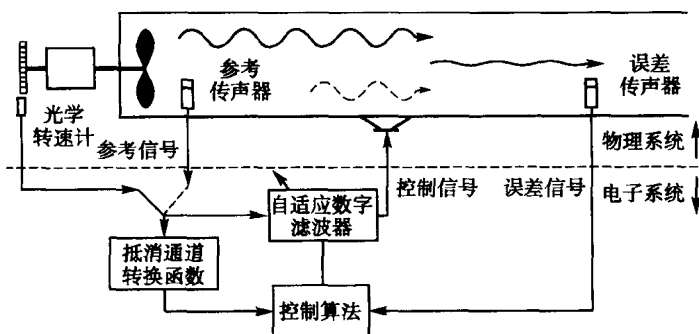 参考
传声器
误差
传声器
光学
转速计
参考信号
物理系统
控制信号
误差信号
电子系统
自适应数字
滤波器
抵消通道
转换函数
控制算法